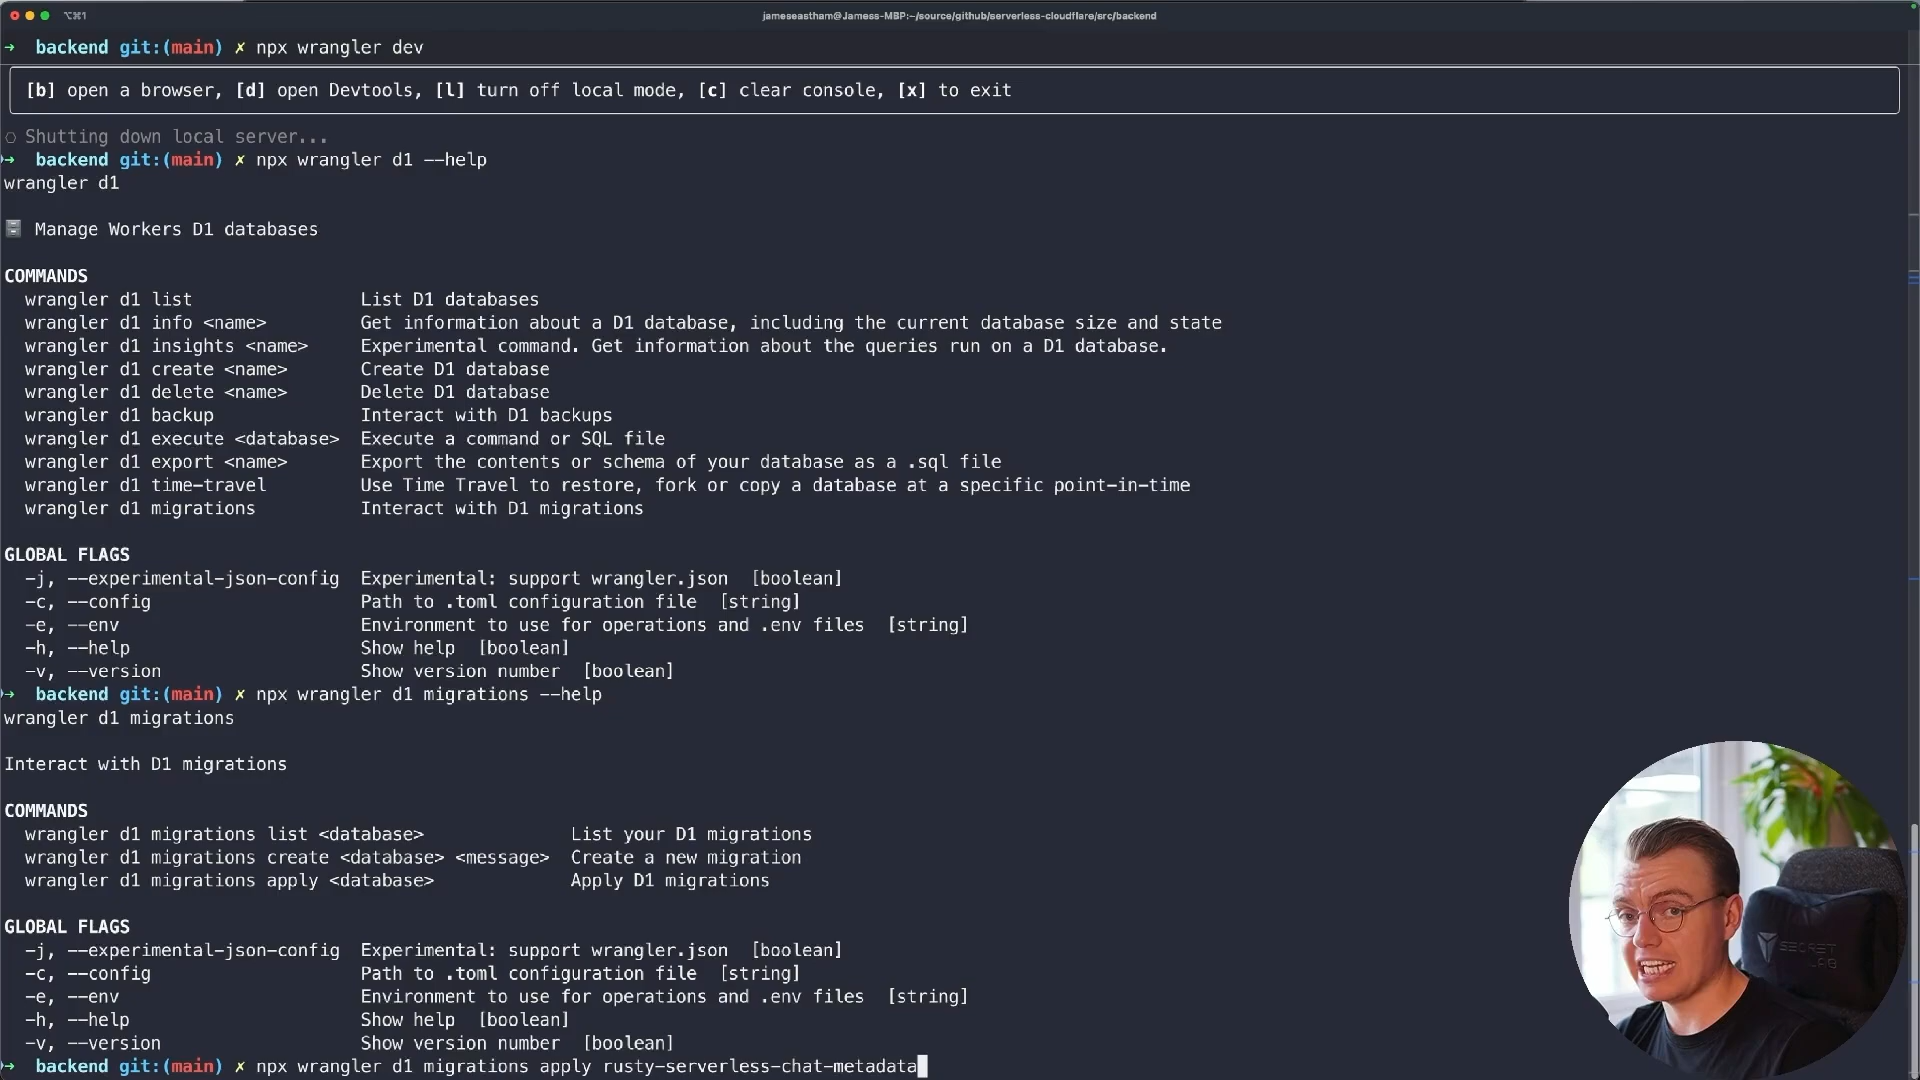 ⌥⌘1
jameseastham@Jamess-MBP:~/source/github/serverless-cloudflare/src/backend
→ backend git:(main) ✗ npx wrangler dev
[b] open a browser, [d] open Devtools, [l] turn off local mode, [c] clear console, [x] to exit
Shutting down local server...
→ backend git:(main) ✗ npx wrangler d1 --help
wrangler d1
🗄 Manage Workers D1 databases
COMMANDS
wrangler d1 list List D1 databases
wrangler d1 info <name> Get information about a D1 database, including the current database size and state
wrangler d1 insights <name> Experimental command. Get information about the queries run on a D1 database.
wrangler d1 create <name> Create D1 database
wrangler d1 delete <name> Delete D1 database
wrangler d1 backup Interact with D1 backups
wrangler d1 execute <database> Execute a command or SQL file
wrangler d1 export <name> Export the contents or schema of your database as a .sql file
wrangler d1 time-travel Use Time Travel to restore, fork or copy a database at a specific point-in-time
wrangler d1 migrations Interact with D1 migrations
GLOBAL FLAGS
-j, --experimental-json-config Experimental: support wrangler.json [boolean]
-c, --config Path to .toml configuration file [string]
-e, --env Environment to use for operations and .env files [string]
-h, --help Show help [boolean]
-v, --version Show version number [boolean]
→ backend git:(main) ✗ npx wrangler d1 migrations --help
wrangler d1 migrations
Interact with D1 migrations
COMMANDS
wrangler d1 migrations list <database> List your D1 migrations
wrangler d1 migrations create <database> <message> Create a new migration
wrangler d1 migrations apply <database> Apply D1 migrations
GLOBAL FLAGS
-j, --experimental-json-config Experimental: support wrangler.json [boolean]
-c, --config Path to .toml configuration file [string]
-e, --env Environment to use for operations and .env files [string]
-h, --help Show help [boolean]
-v, --version Show version number [boolean]
→ backend git:(main) ✗ npx wrangler d1 migrations apply rusty-serverless-chat-metadata
SECRET
LAB